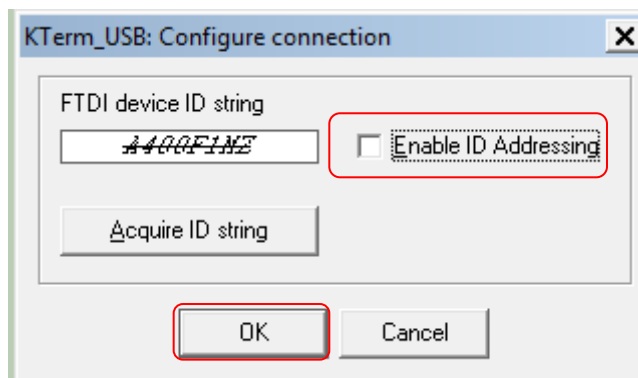 KTerm_USB: Configure connection
FTDI device ID string
A400F1NE
Enable ID Addressing
Acquire ID string
OK
Cancel